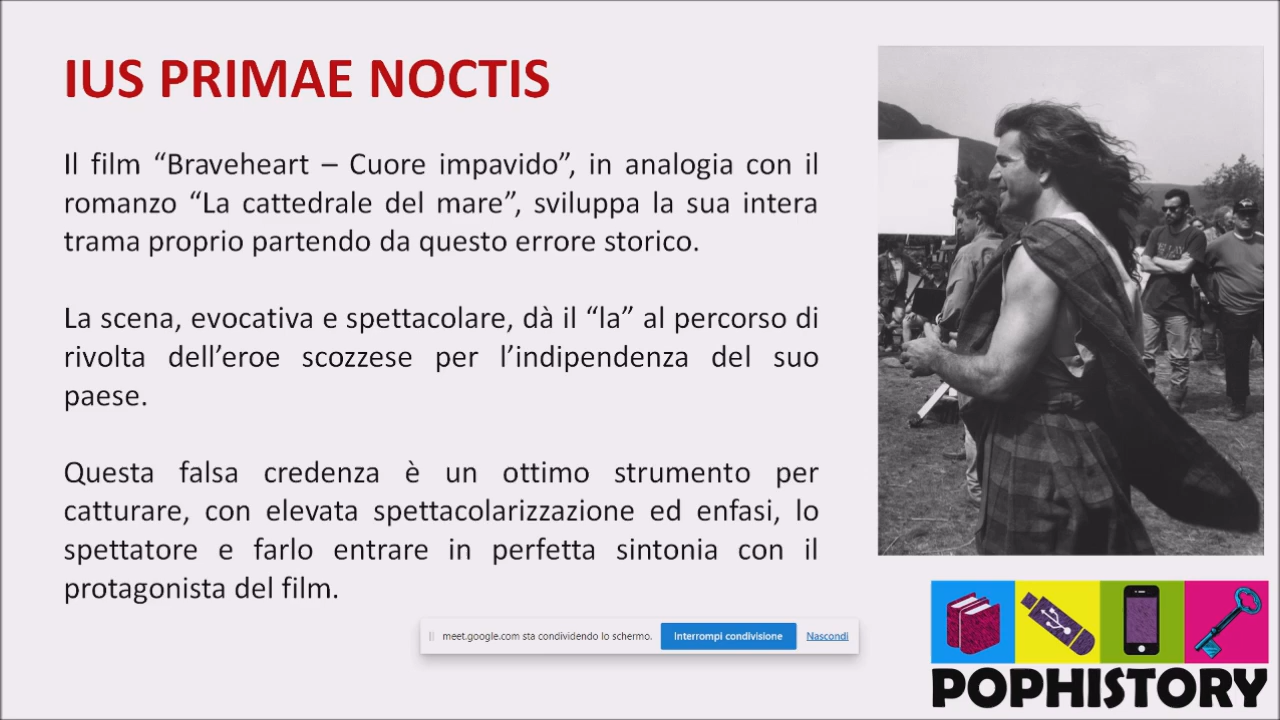 IUS PRIMAE NOCTIS
Il film “Braveheart – Cuore impavido”, in analogia con il
romanzo “La cattedrale del mare”, sviluppa la sua intera
trama proprio partendo da questo errore storico.
La scena, evocativa e spettacolare, dà il “la” al percorso di
rivolta dell’eroe scozzese per l’indipendenza del suo
paese.
Questa falsa credenza è un ottimo strumento per
catturare, con elevata spettacolarizzazione ed enfasi, lo
spettatore e farlo entrare in perfetta sintonia con il
protagonista del film.
meet.google.com sta condividendo lo schermo. Interrompi condivisione Nascondi
POPHISTORY